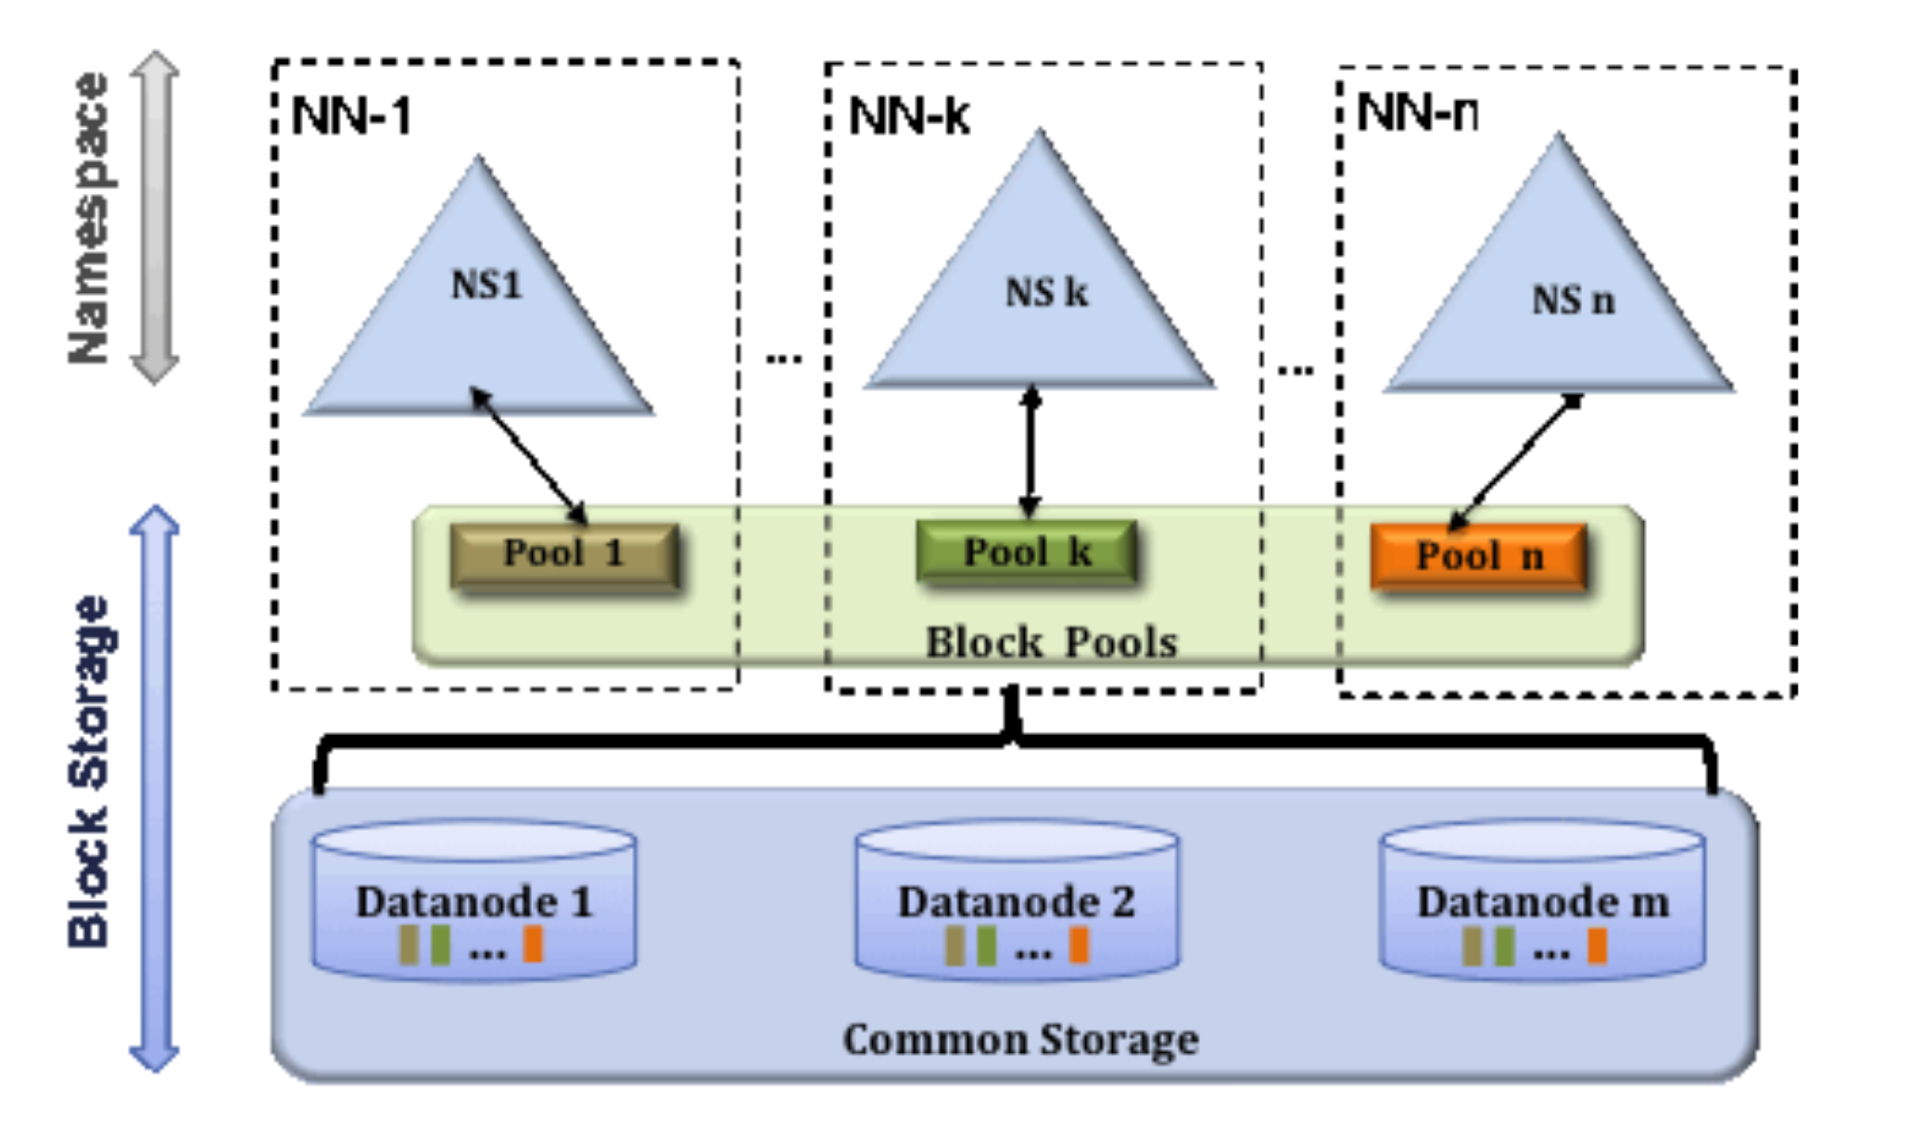 Namespace
NN-1
NN-k
NN-n
NS1
NS k
NS n
...
...
Block Storage
Pool 1
Pool k
Pool n
Block Pools
Datanode 1
...
Datanode 2
...
Datanode m
...
Common Storage